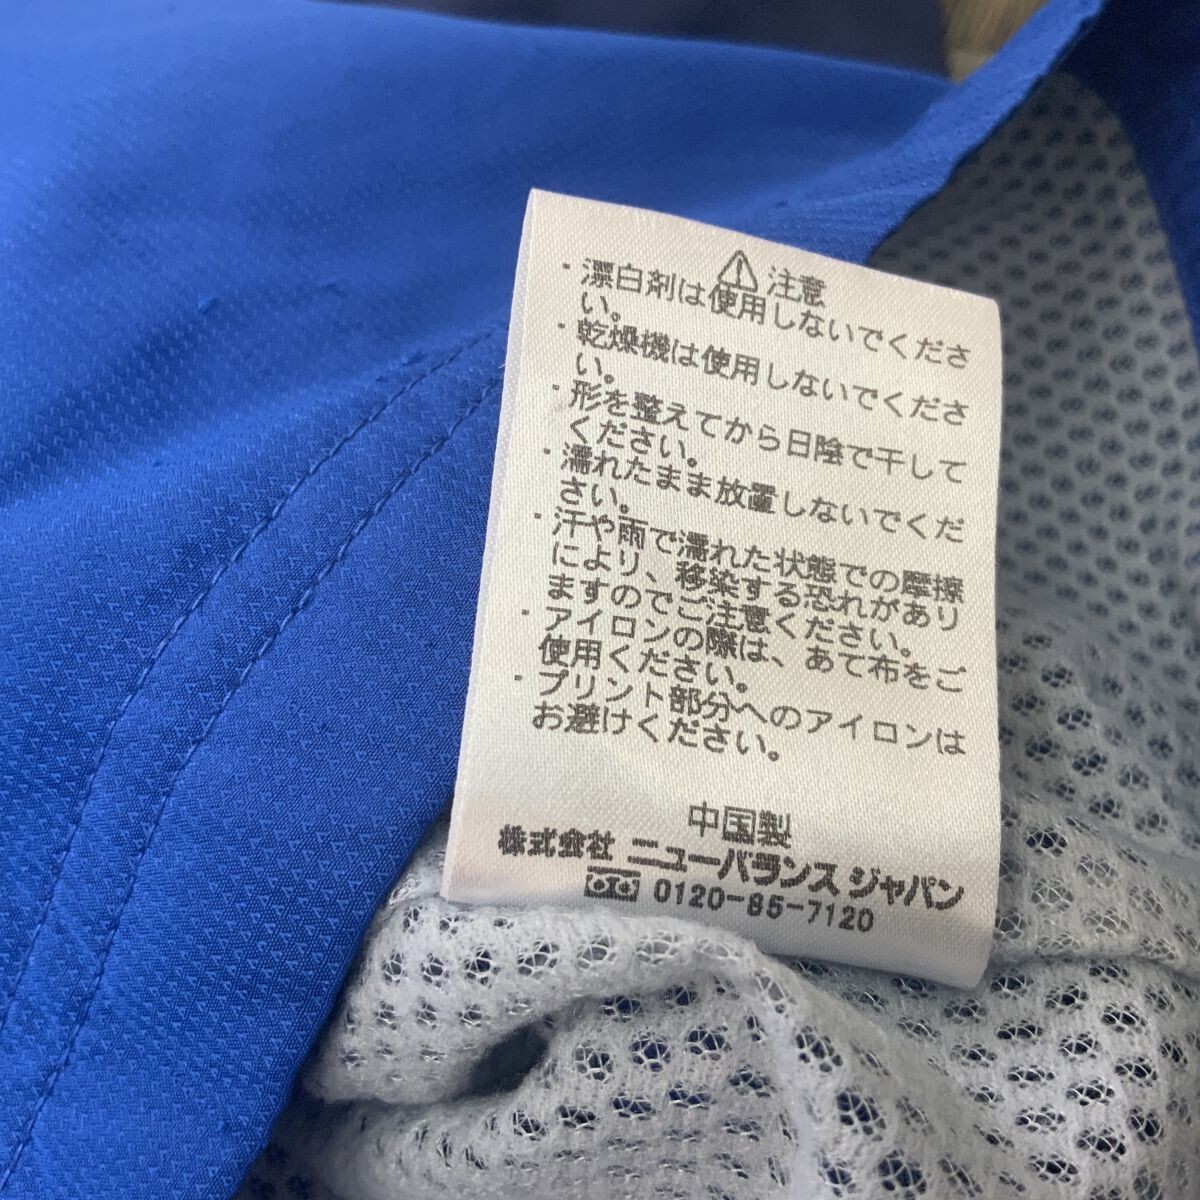 ⚠注意
・漂白剤は使用しないでくださ
い。
・乾燥機は使用しないでくださ
い。
・形を整えてから日陰で干して
ください。
・濡れたまま放置しないでくだ
さい。
・汗や雨で濡れた状態での摩擦
により、移染する恐れがあり
ますのでご注意ください。
・アイロンの際は、あて布をご
使用ください。
・プリント部分へのアイロンは
お避けください。
中国製
株式会社 ニューバランス ジャパン
0120-85-7120